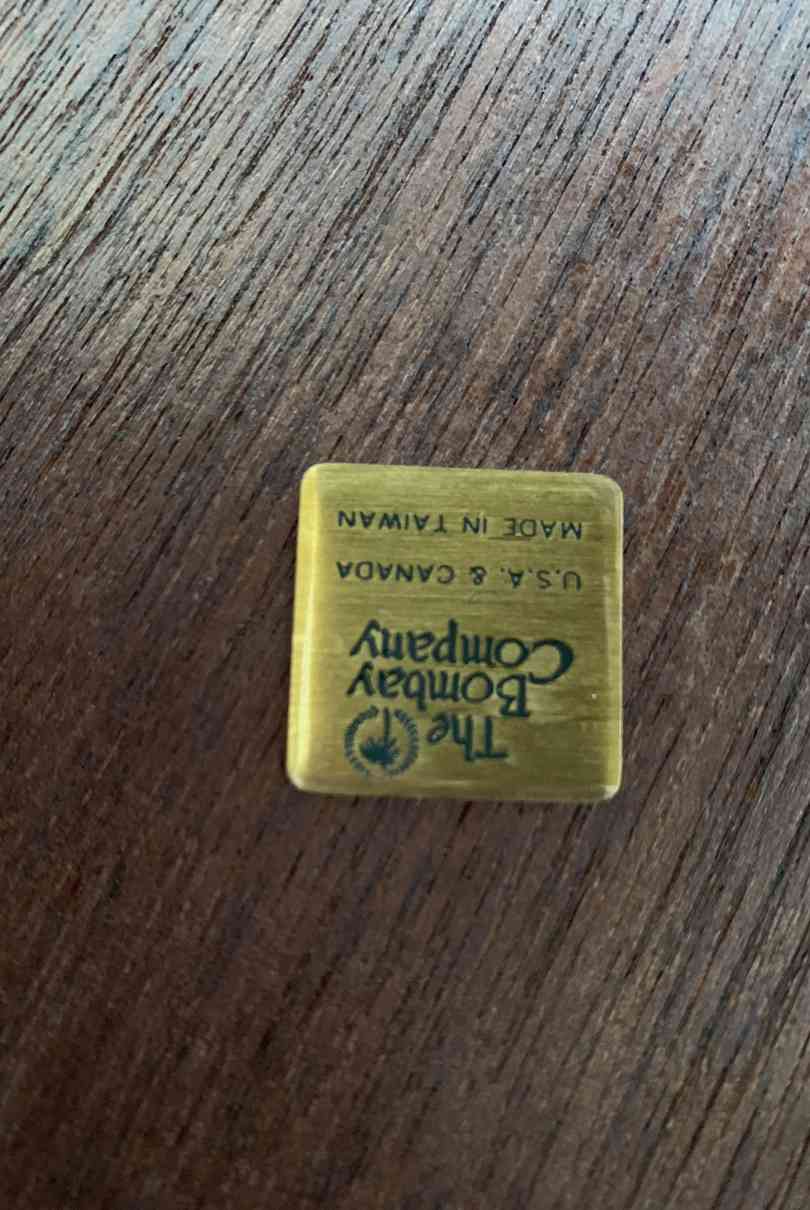 The
Bombay
Company
U.S.A. & CANADA
MADE IN TAIWAN